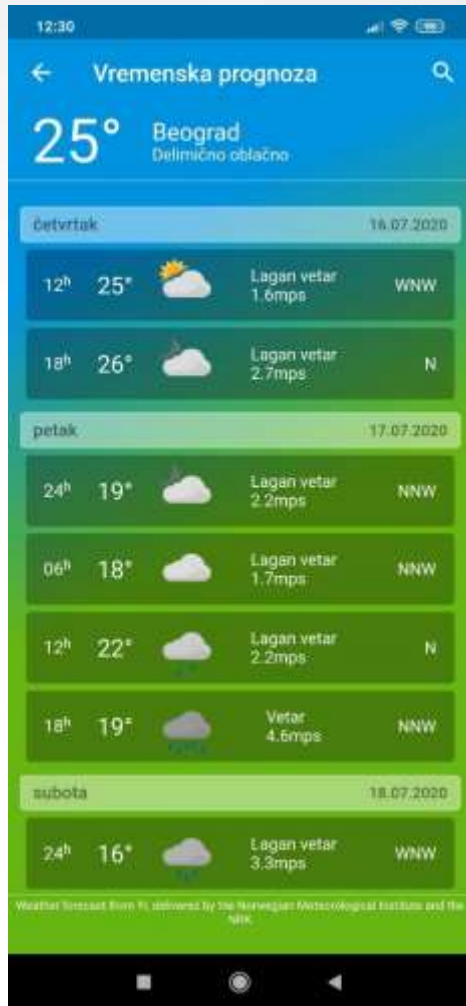 12:30
Vremenska prognoza
25° Beograd
Delimično oblačno
četvrtak 16.07.2020
12h 25° Lagan vetar WNW
1.6mps
18h 26° Lagan vetar N
2.7mps
petak 17.07.2020
24h 19° Lagan vetar NNW
2.2mps
06h 18° Lagan vetar NNW
1.7mps
12h 22° Lagan vetar N
2.2mps
18h 19° Vetar NNW
4.6mps
subota 18.07.2020
24h 16° Lagan vetar WNW
3.3mps
Weather forecast from Yr, delivered by the Norwegian Meteorological Institute and the
NRK